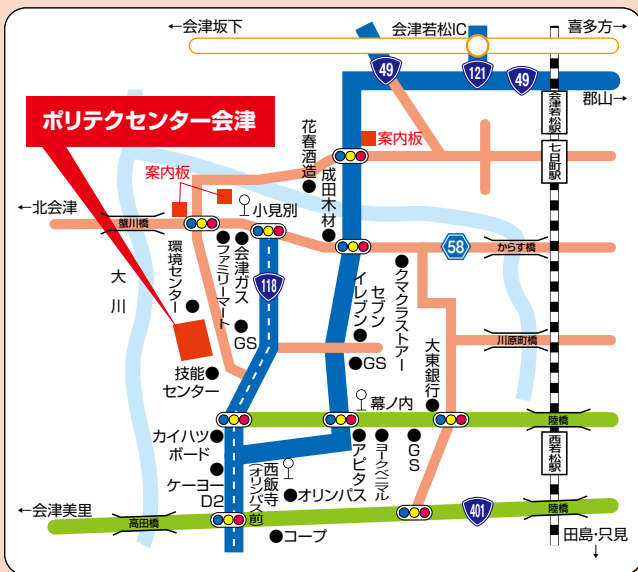 ←会津坂下
会津若松IC
喜多方→
49
121
49
郡山→
会津若松駅
七日町駅
ポリテクセンター会津
案内板
花春酒造
案内板
成田木材
小見別
←北会津
蟹川橋
58
からす橋
環境センター
ファミリーマート
会津ガス
118
セブン
イレブン
クマクラストアー
大川
GS
GS
川原町橋
大東銀行
技能
センター
幕ノ内
陸橋
カイハツ
ボード
アピタ
ヨークベニマル
GS
西若松駅
ケーヨー
D2
西飯寺
(オリンパス前)
オリンパス
←会津美里
高田橋
401
陸橋
コープ
田島・只見
↓